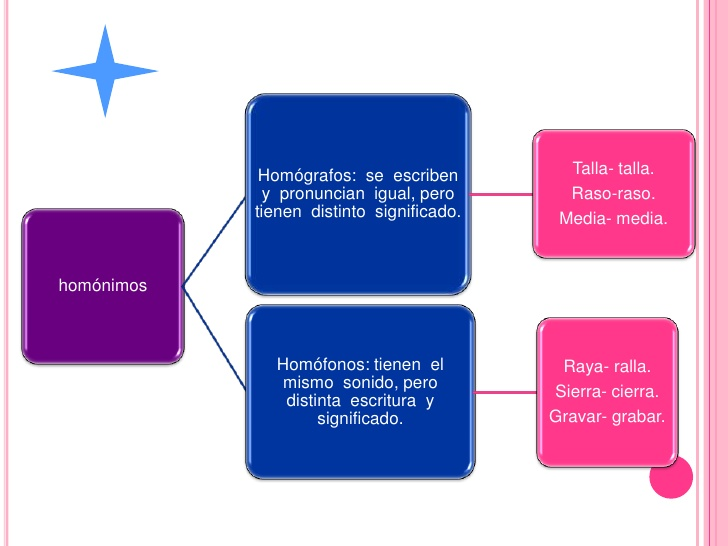 homónimos
Homógrafos: se escriben
y pronuncian igual, pero
tienen distinto significado.
Talla- talla.
Raso-raso.
Media- media.
Homófonos: tienen el
mismo sonido, pero
distinta escritura y
significado.
Raya- ralla.
Sierra- cierra.
Gravar- grabar.